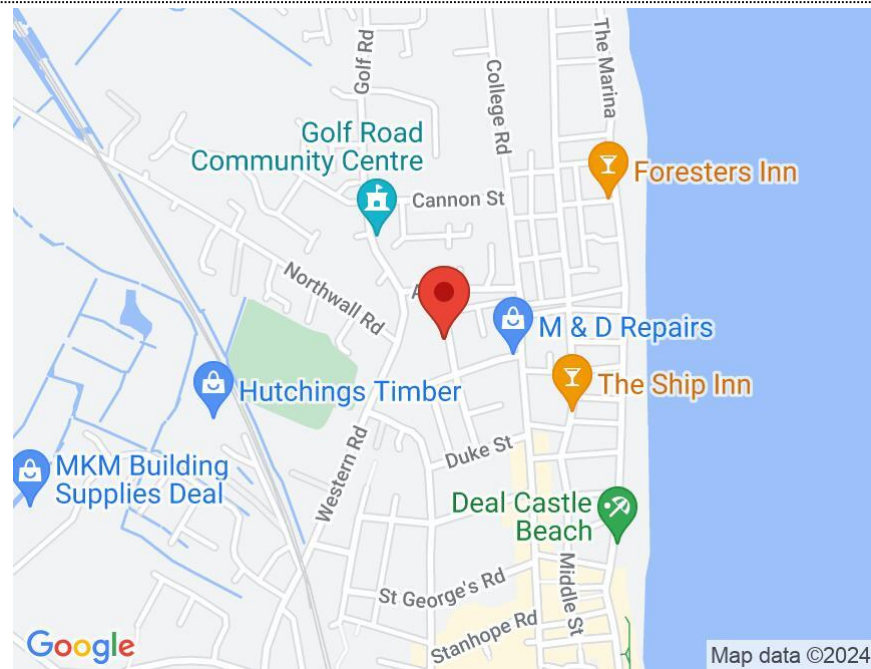 Golf Rd
College Rd
The Marina
Golf Road
Community Centre
Cannon St
Foresters Inn
Northwall Rd
M & D Repairs
Hutchings Timber
The Ship Inn
MKM Building
Supplies Deal
Western Rd
Duke St
Deal Castle
Beach
Middle St
St George's Rd
Stanhope Rd
Google
Map data ©2024